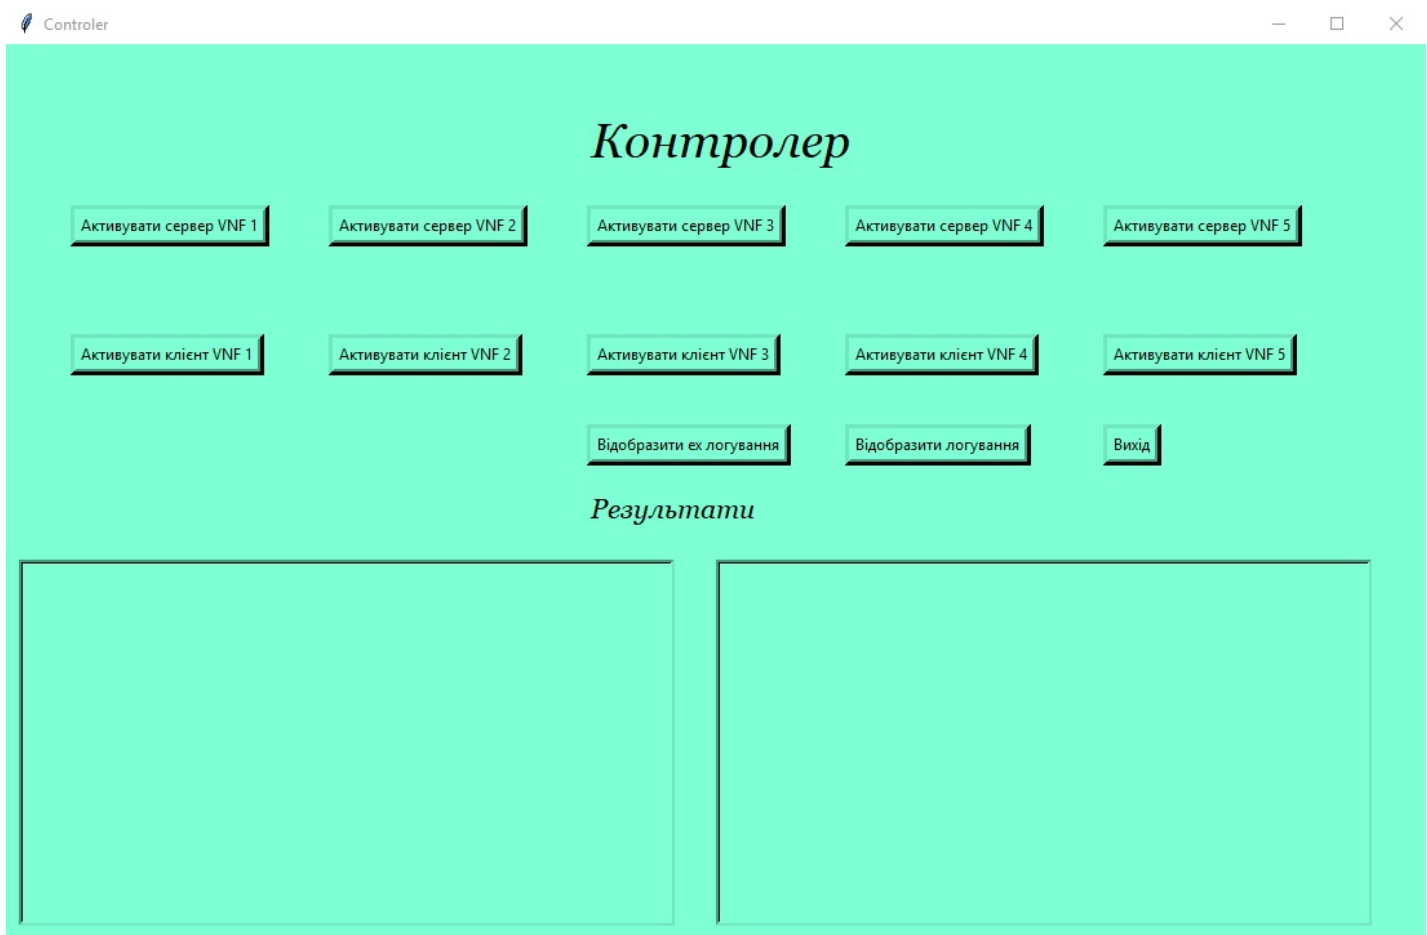 Controler
Контролер
Активувати сервер VNF 1 Активувати сервер VNF 2 Активувати сервер VNF 3 Активувати сервер VNF 4 Активувати сервер VNF 5
Активувати клієнт VNF 1 Активувати клієнт VNF 2 Активувати клієнт VNF 3 Активувати клієнт VNF 4 Активувати клієнт VNF 5
Відобразити ех логування Відобразити логування Вихід
Результати